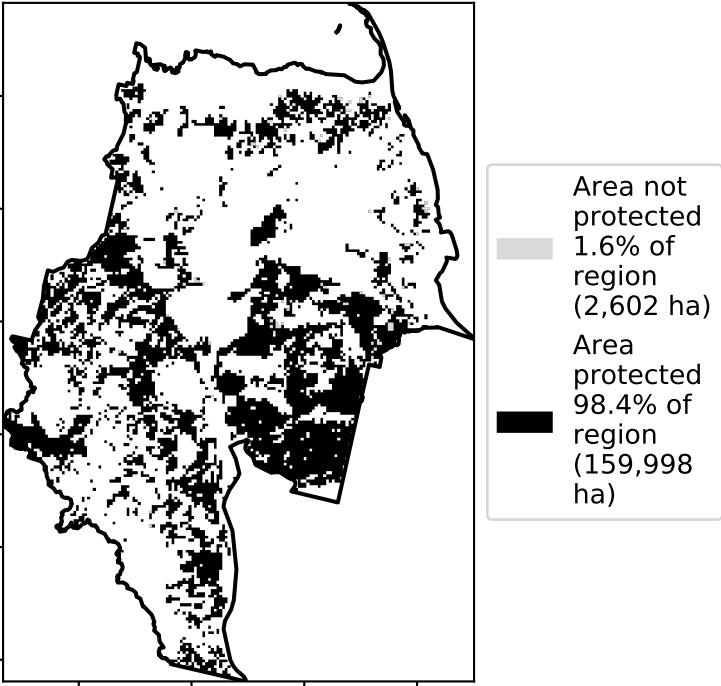 Area not
protected
1.6% of
region
(2,602 ha)
Area
protected
98.4% of
region
(159,998
ha)